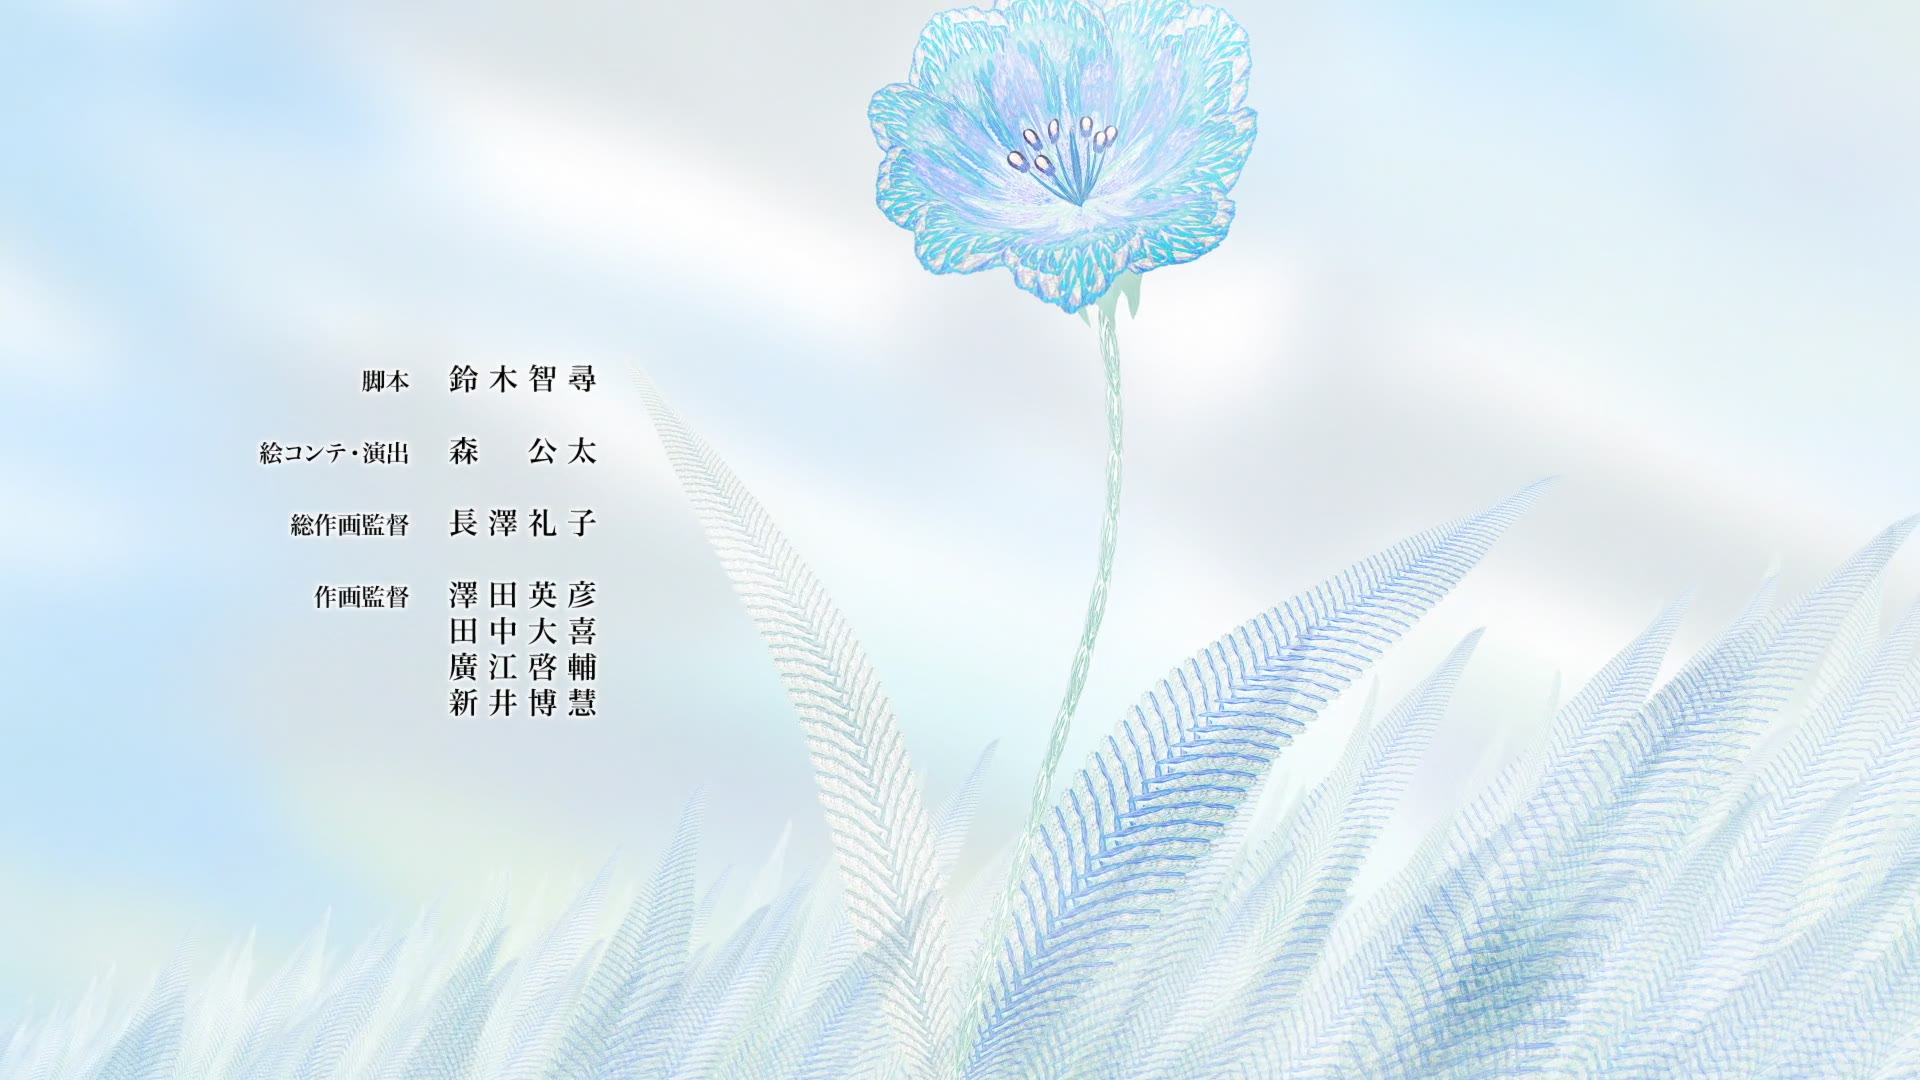 脚本 鈴木智尋
絵コンテ・演出 森 公太
総作画監督 長澤礼子
作画監督 澤田英彦
田中大喜
廣江啓輔
新井博慧